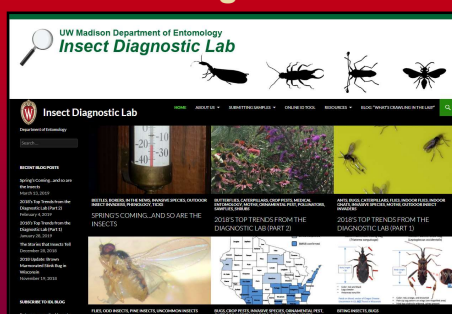 UW Madison Department of Entomology
Insect Diagnostic Lab
Insect Diagnostic Lab
HOME ABOUT US SUBMITTING SAMPLES ONLINE ID TOOL RESOURCES BLOG: "WHAT'S CRAWLING IN THE LAB?"
Department of Entomology
Search ...
RECENT BLOG POSTS
Spring's Coming...and so are
the Insects
March 13, 2019
2018's Top Trends from the
Diagnostic Lab (Part 2)
February 4, 2019
2018's Top Trends from the
Diagnostic Lab (Part 1)
January 28, 2019
The Stories that Insects Tell
December 28, 2018
2018 Update: Brown
Marmorated Stink Bug in
Wisconsin
November 19, 2018
SUBSCRIBE TO IDL BLOG
-10
-20
-30
-40
BEETLES, BORERS, IN THE NEWS, INVASIVE SPECIES, OUTDOOR
INSECT INVADERS, PHENOLOGY, TICKS
SPRING'S COMING...AND SO ARE THE
INSECTS
BUTTERFLIES, CATERPILLARS, CROP PESTS, MEDICAL
ENTOMOLOGY, MOTHS, ORNAMENTAL PEST, POLLINATORS,
SAWFLIES, SHRUBS
2018'S TOP TRENDS FROM THE
DIAGNOSTIC LAB (PART 2)
ANTS, BUGS, CATERPILLARS, FLIES, INDOOR FLIES, INDOOR
GNATS, INVASIVE SPECIES, MOTHS, OUTDOOR INSECT
INVADERS
2018'S TOP TRENDS FROM THE
DIAGNOSTIC LAB (PART 1)
FLIES, ODD INSECTS, PINE INSECTS, UNCOMMON INSECTS
BUGS, CROP PESTS, INVASIVE SPECIES, ORNAMENTAL PEST,
BITING INSECTS, BUGS